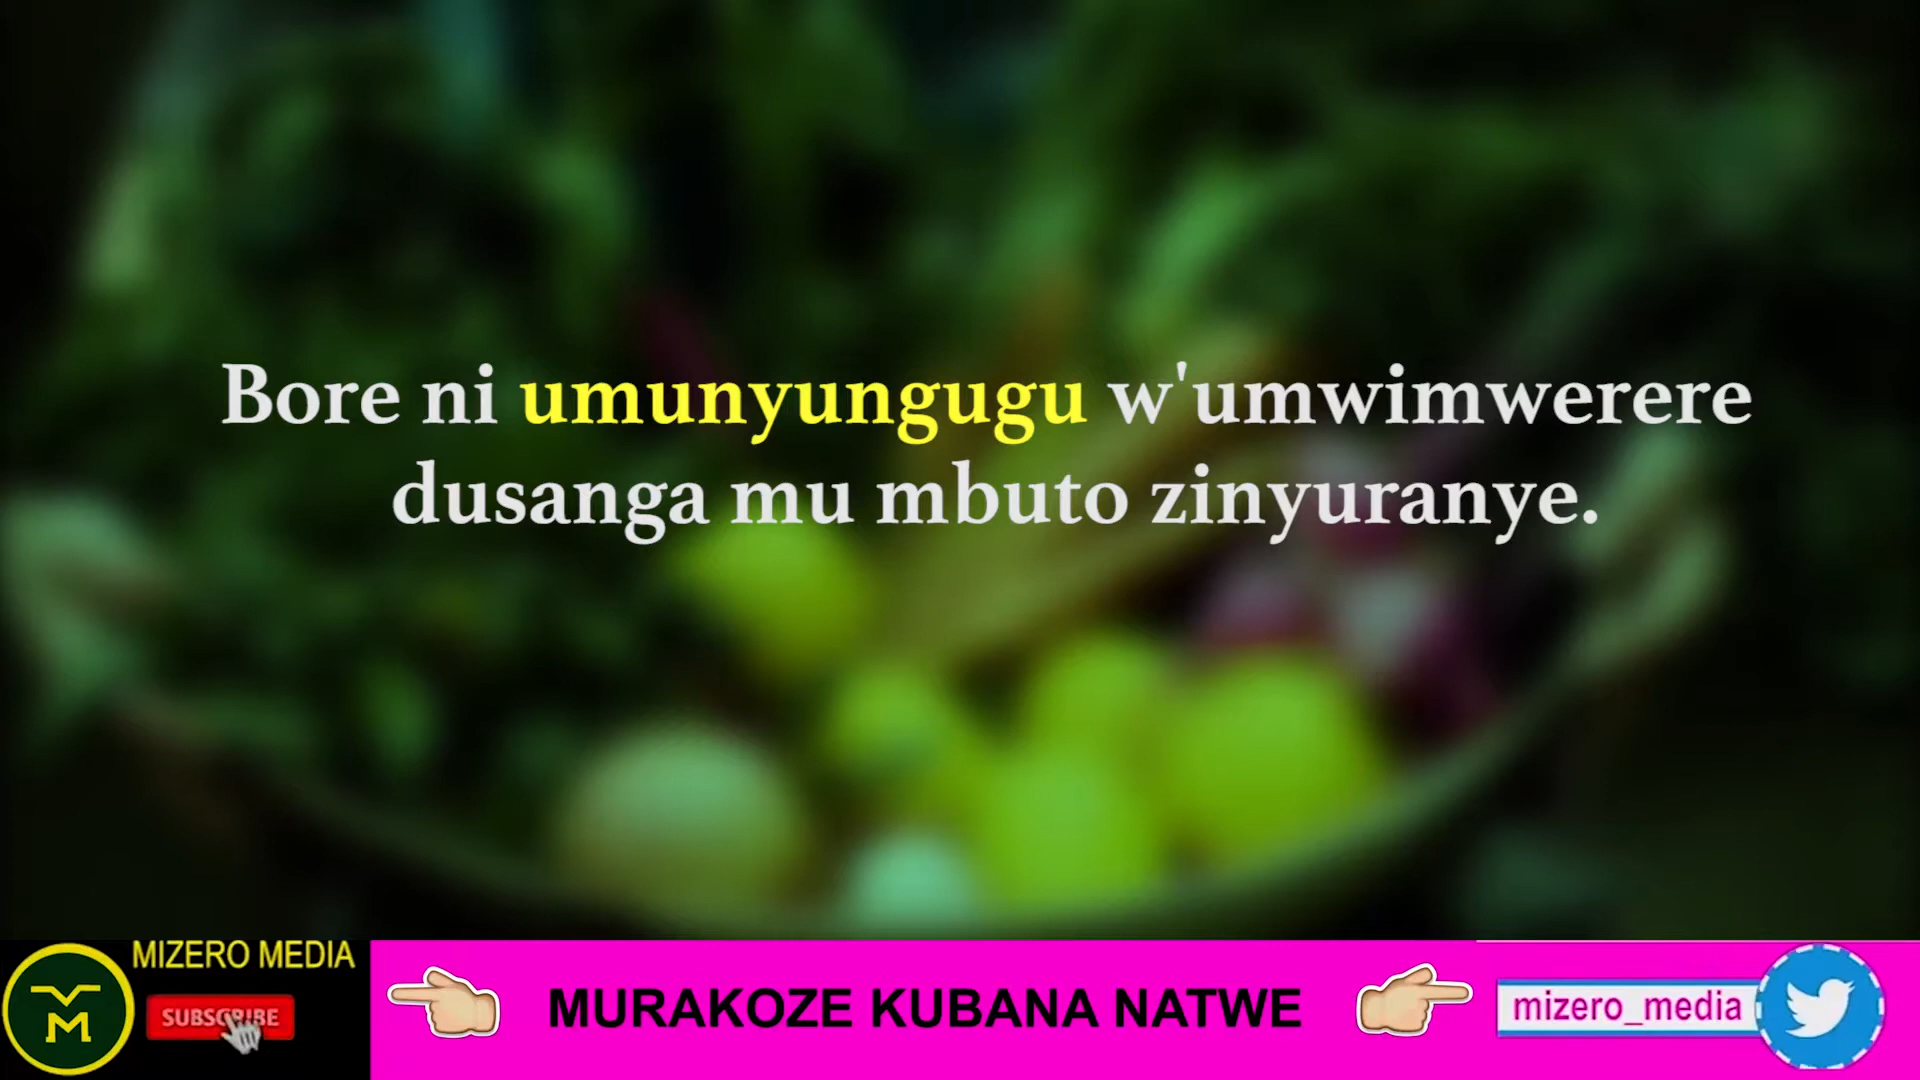 Bore ni umunyungugu w'umwimwerere
dusanga mu mbuto zinyuranye.
MIZERO MEDIA
SUBSCRIBE
MURAKOZE KUBANA NATWE
mizero_media